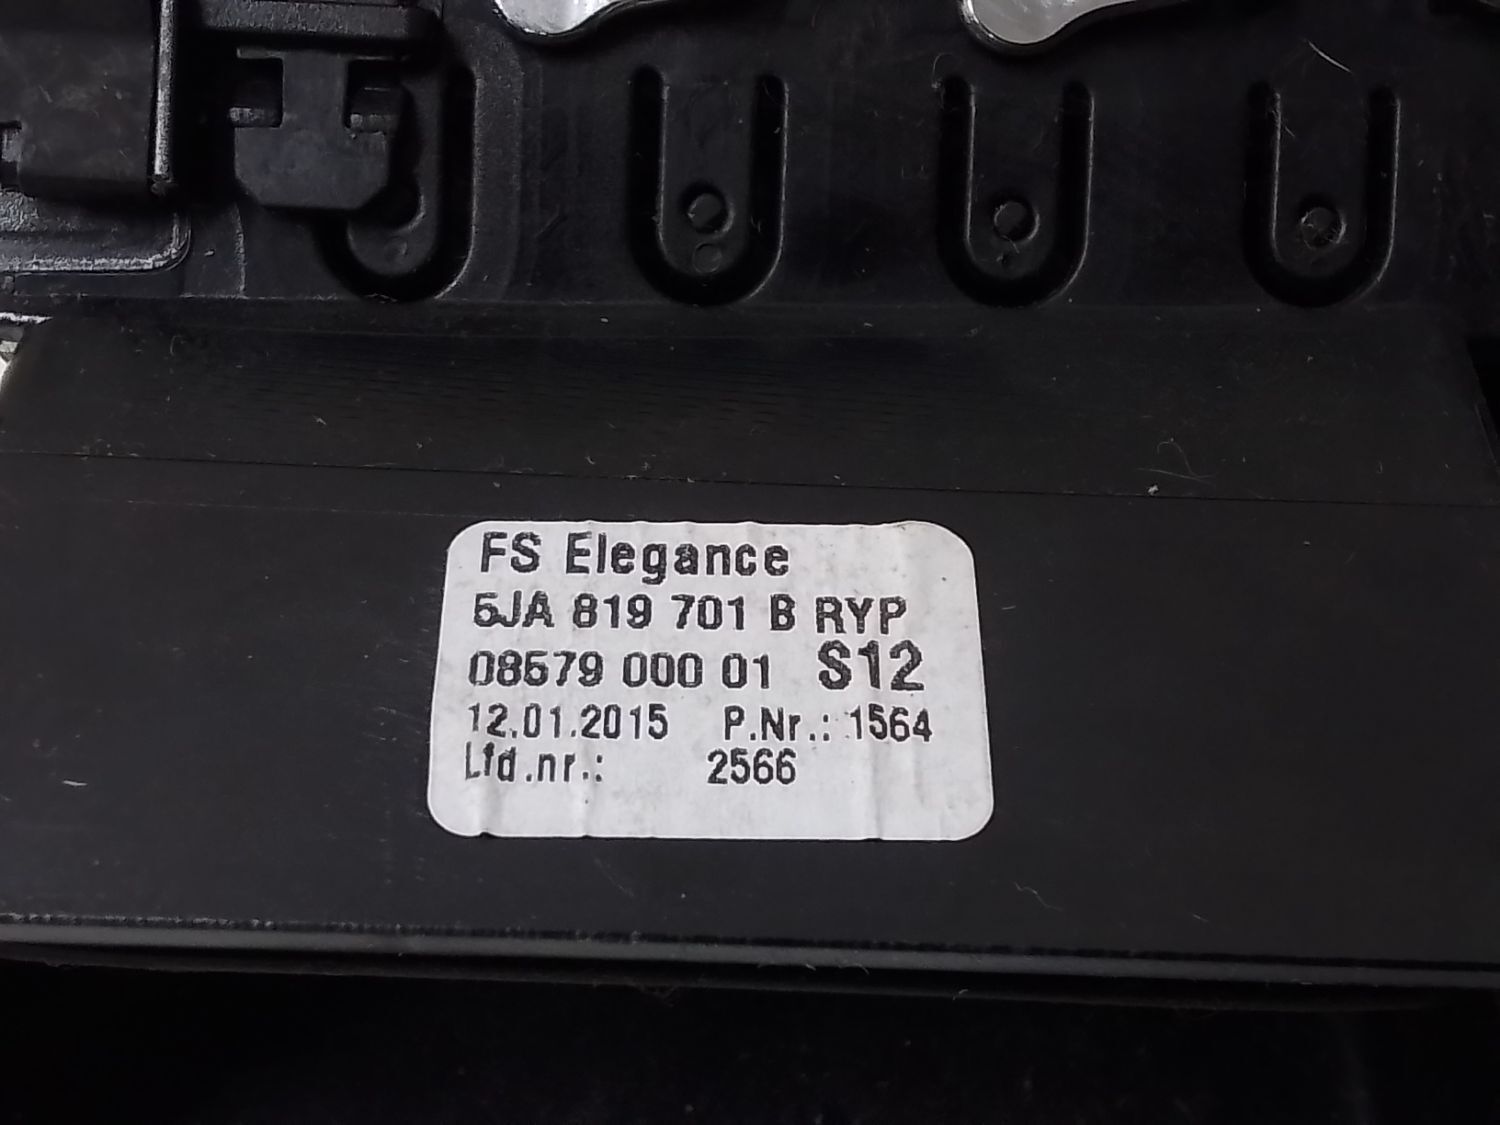 FS Elegance
5JA 819 701 B RYP
08579 000 01 S12
12.01.2015 P.Nr.: 1564
Lfd.nr.: 2566